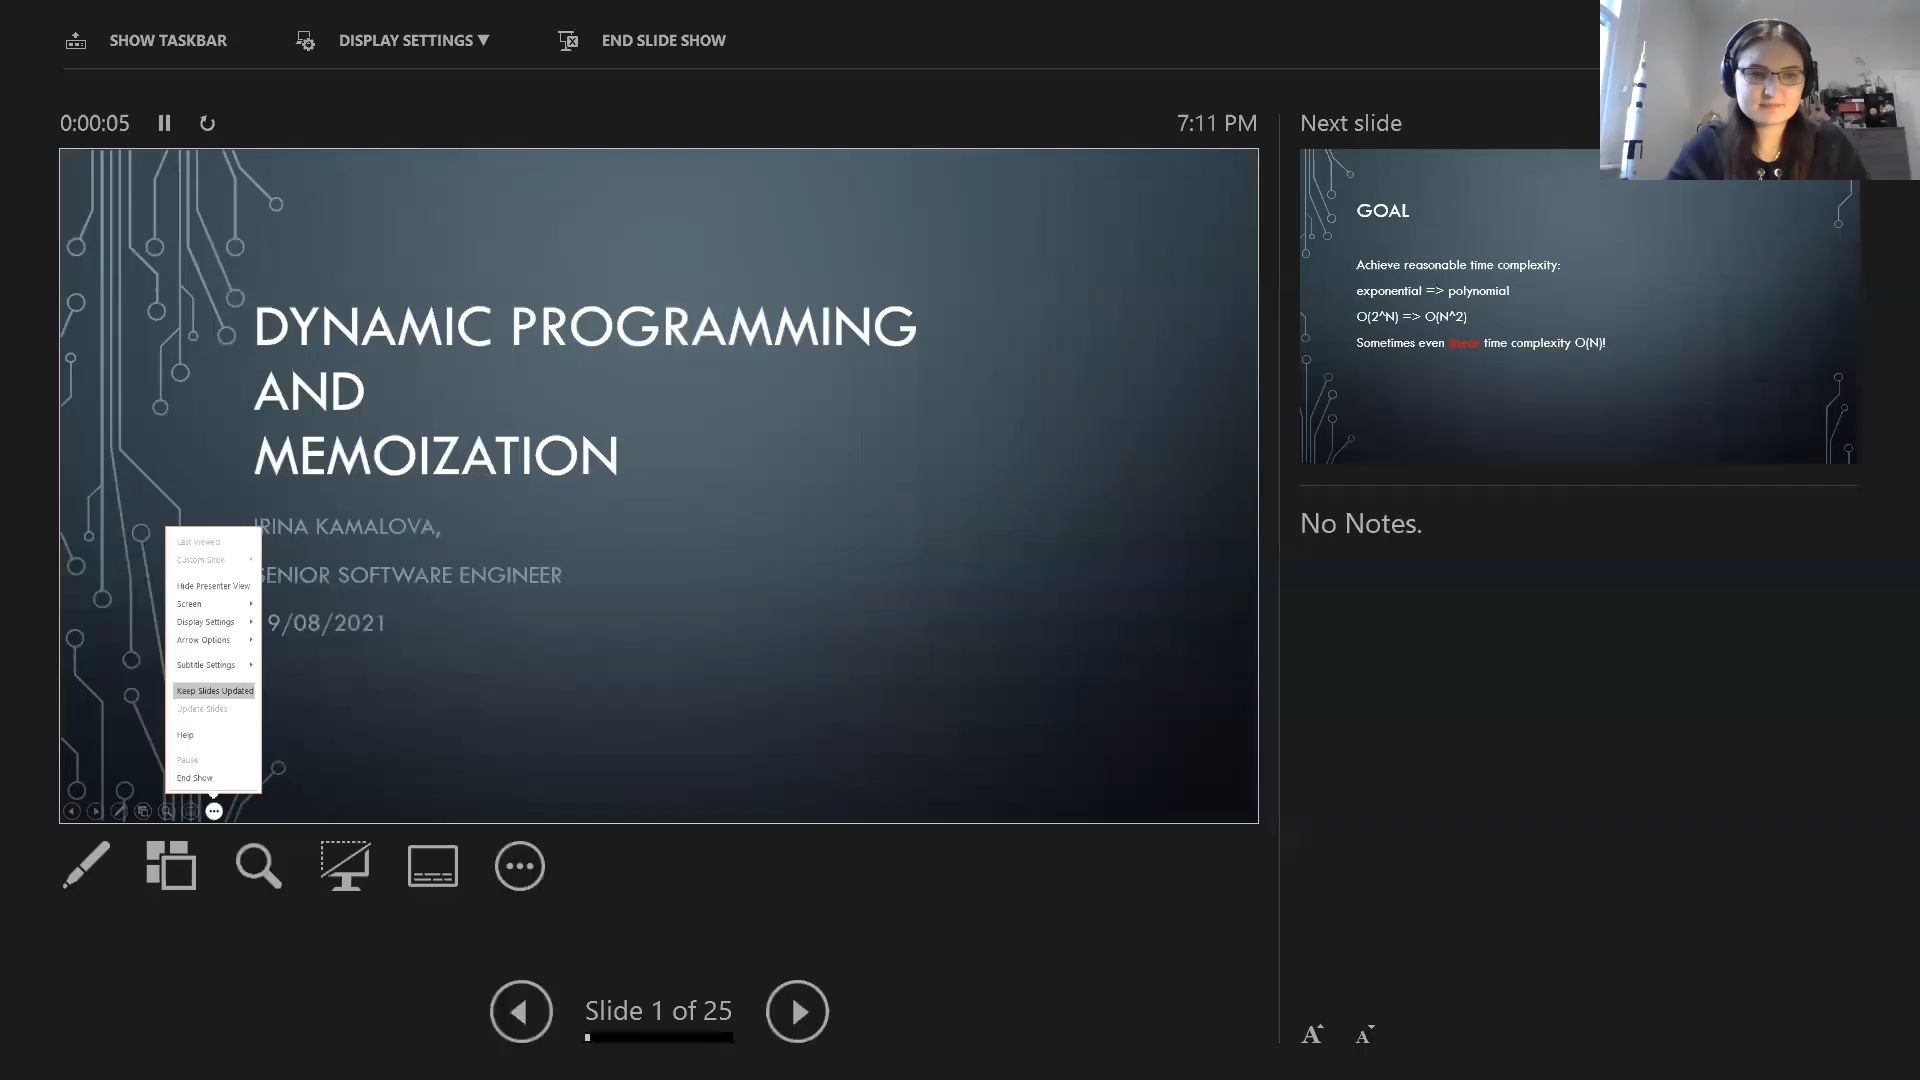 SHOW TASKBAR
DISPLAY SETTINGS ▼
END SLIDE SHOW
0:00:05
7:11 PM
Next slide
DYNAMIC PROGRAMMING
AND
MEMOIZATION
IRINA KAMALOVA,
SENIOR SOFTWARE ENGINEER
9/08/2021
Last Viewed
Custom Show
Hide Presenter View
Screen
Display Settings
Arrow Options
Subtitle Settings
Keep Slides Updated
Update Slides
Help
Pause
End Show
GOAL
Achieve reasonable time complexity:
exponential => polynomial
O(2^N) => O(N^2)
Sometimes even linear time complexity O(N)!
No Notes.
Slide 1 of 25
A A